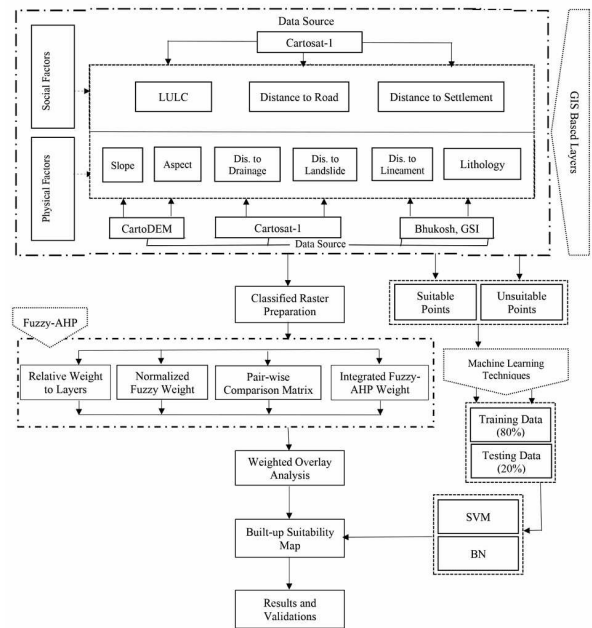 Data Source
Cartosat-1
Social Factors
LULC
Distance to Road
Distance to Settlement
GIS Based Layers
Physical Factors
Slope
Aspect
Dis. to
Drainage
Dis. to
Landslide
Dis. to
Lineament
Lithology
CartoDEM
Cartosat-1
Bhukosh, GSI
Data Source
Classified Raster
Preparation
Suitable
Points
Unsuitable
Points
Fuzzy-AHP
Relative Weight
to Layers
Normalized
Fuzzy Weight
Pair-wise
Comparison Matrix
Integrated Fuzzy-
AHP Weight
Machine Learning
Techniques
Training Data
(80%)
Testing Data
(20%)
Weighted Overlay
Analysis
SVM
BN
Built-up Suitability
Map
Results and
Validations